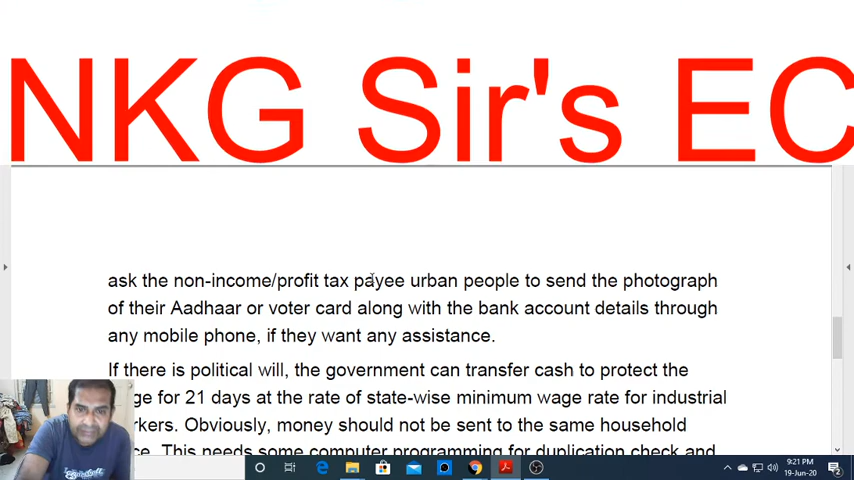 NKG Sir's EC
ask the non-income/profit tax payee urban people to send the photograph
of their Aadhaar or voter card along with the bank account details through
any mobile phone, if they want any assistance.
If there is political will, the government can transfer cash to protect the
ge for 21 days at the rate of state-wise minimum wage rate for industrial
rkers. Obviously, money should not be sent to the same household
ce. This needs some computer programming for duplication check and
9:21 PM
19-Jun-20
2